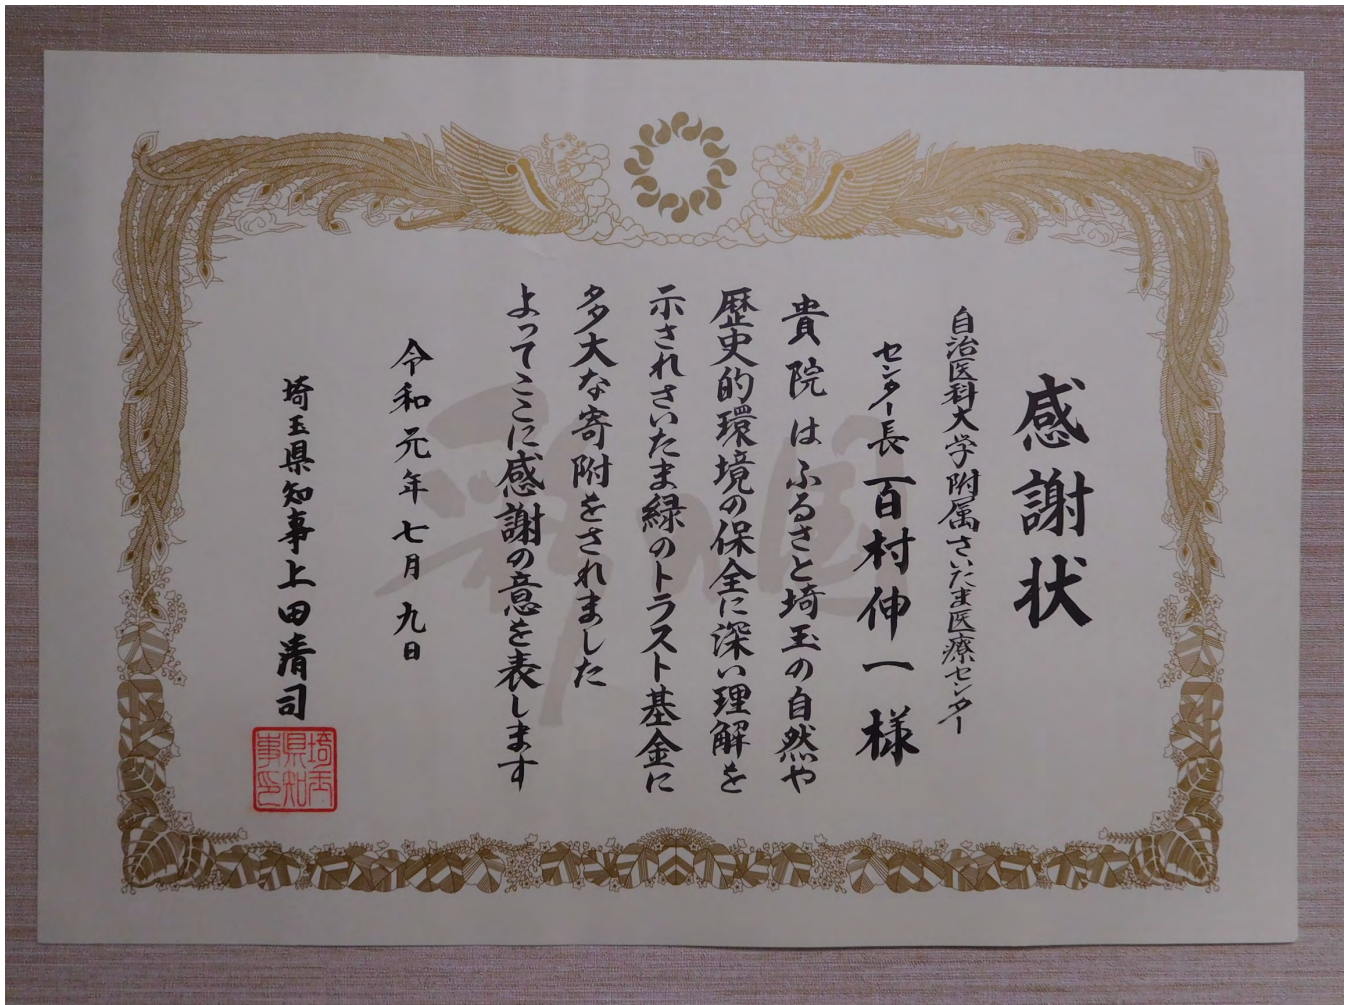 感謝状
自治医科大学附属さいたま医療センター
センター長 百村伸一様
貴院はふるさと埼玉の自然や
歴史的環境の保全に深い理解を
示されさいたま緑のトラスト基金に
多大な寄附をされました
よってここに感謝の意を表します
令和元年七月九日
埼玉県知事上田清司
埼玉
県知
事印
彩の国